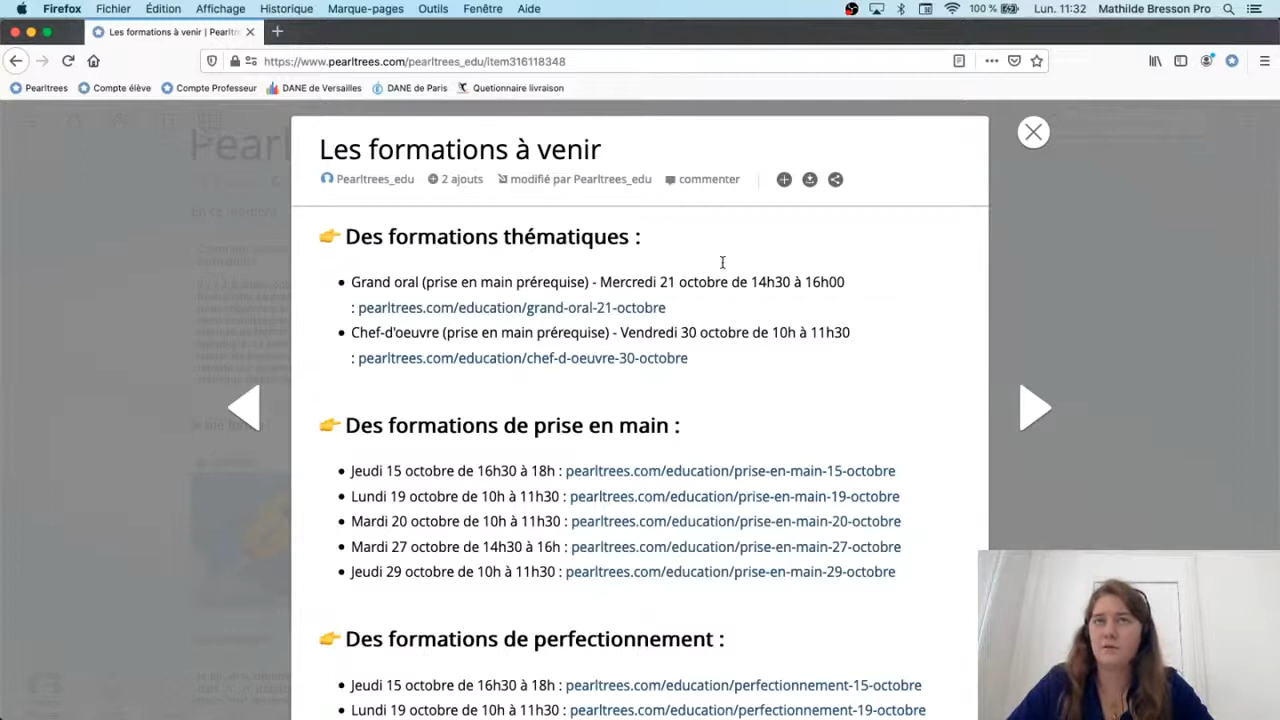 Firefox Fichier Édition Affichage Historique Marque-pages Outils Fenêtre Aide 100 % Lun. 11:32 Mathilde Bresson Pro
Les formations à venir | Pearltre
https://www.pearltrees.com/pearltrees_edu/item316118348
Pearltrees Compte élève Compte Professeur DANE de Versailles DANE de Paris Quetionnaire livraison
Les formations à venir
Pearltrees_edu 2 ajouts modifié par Pearltrees_edu commenter
Des formations thématiques :
Grand oral (prise en main prérequise) - Mercredi 21 octobre de 14h30 à 16h00
: pearltrees.com/education/grand-oral-21-octobre
Chef-d'oeuvre (prise en main prérequise) - Vendredi 30 octobre de 10h à 11h30
: pearltrees.com/education/chef-d-oeuvre-30-octobre
Des formations de prise en main :
Jeudi 15 octobre de 16h30 à 18h : pearltrees.com/education/prise-en-main-15-octobre
Lundi 19 octobre de 10h à 11h30 : pearltrees.com/education/prise-en-main-19-octobre
Mardi 20 octobre de 10h à 11h30 : pearltrees.com/education/prise-en-main-20-octobre
Mardi 27 octobre de 14h30 à 16h : pearltrees.com/education/prise-en-main-27-octobre
Jeudi 29 octobre de 10h à 11h30 : pearltrees.com/education/prise-en-main-29-octobre
Des formations de perfectionnement :
Jeudi 15 octobre de 16h30 à 18h : pearltrees.com/education/perfectionnement-15-octobre
Lundi 19 octobre de 10h à 11h30 : pearltrees.com/education/perfectionnement-19-octobre